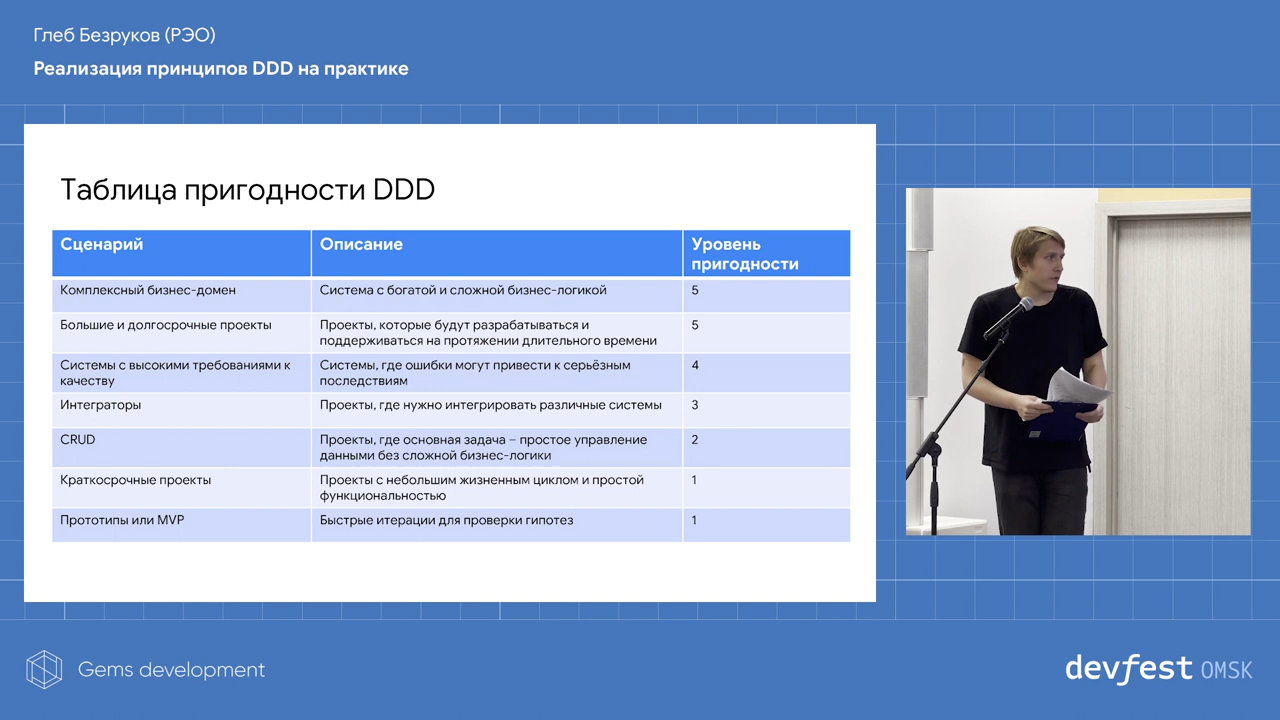 Глеб Безруков (РЭО)
Реализация принципов DDD на практике
Таблица пригодности DDD
Сценарий
Описание
Уровень
пригодности
Комплексный бизнес-домен
Система с богатой и сложной бизнес-логикой
5
Большие и долгосрочные проекты
Проекты, которые будут разрабатываться и
поддерживаться на протяжении длительного времени
5
Системы с высокими требованиями к
качеству
Системы, где ошибки могут привести к серьёзным
последствиям
4
Интеграторы
Проекты, где нужно интегрировать различные системы
3
CRUD
Проекты, где основная задача – простое управление
данными без сложной бизнес-логики
2
Краткосрочные проекты
Проекты с небольшим жизненным циклом и простой
функциональностью
1
Прототипы или MVP
Быстрые итерации для проверки гипотез
1
Gems development
devfest OMSK